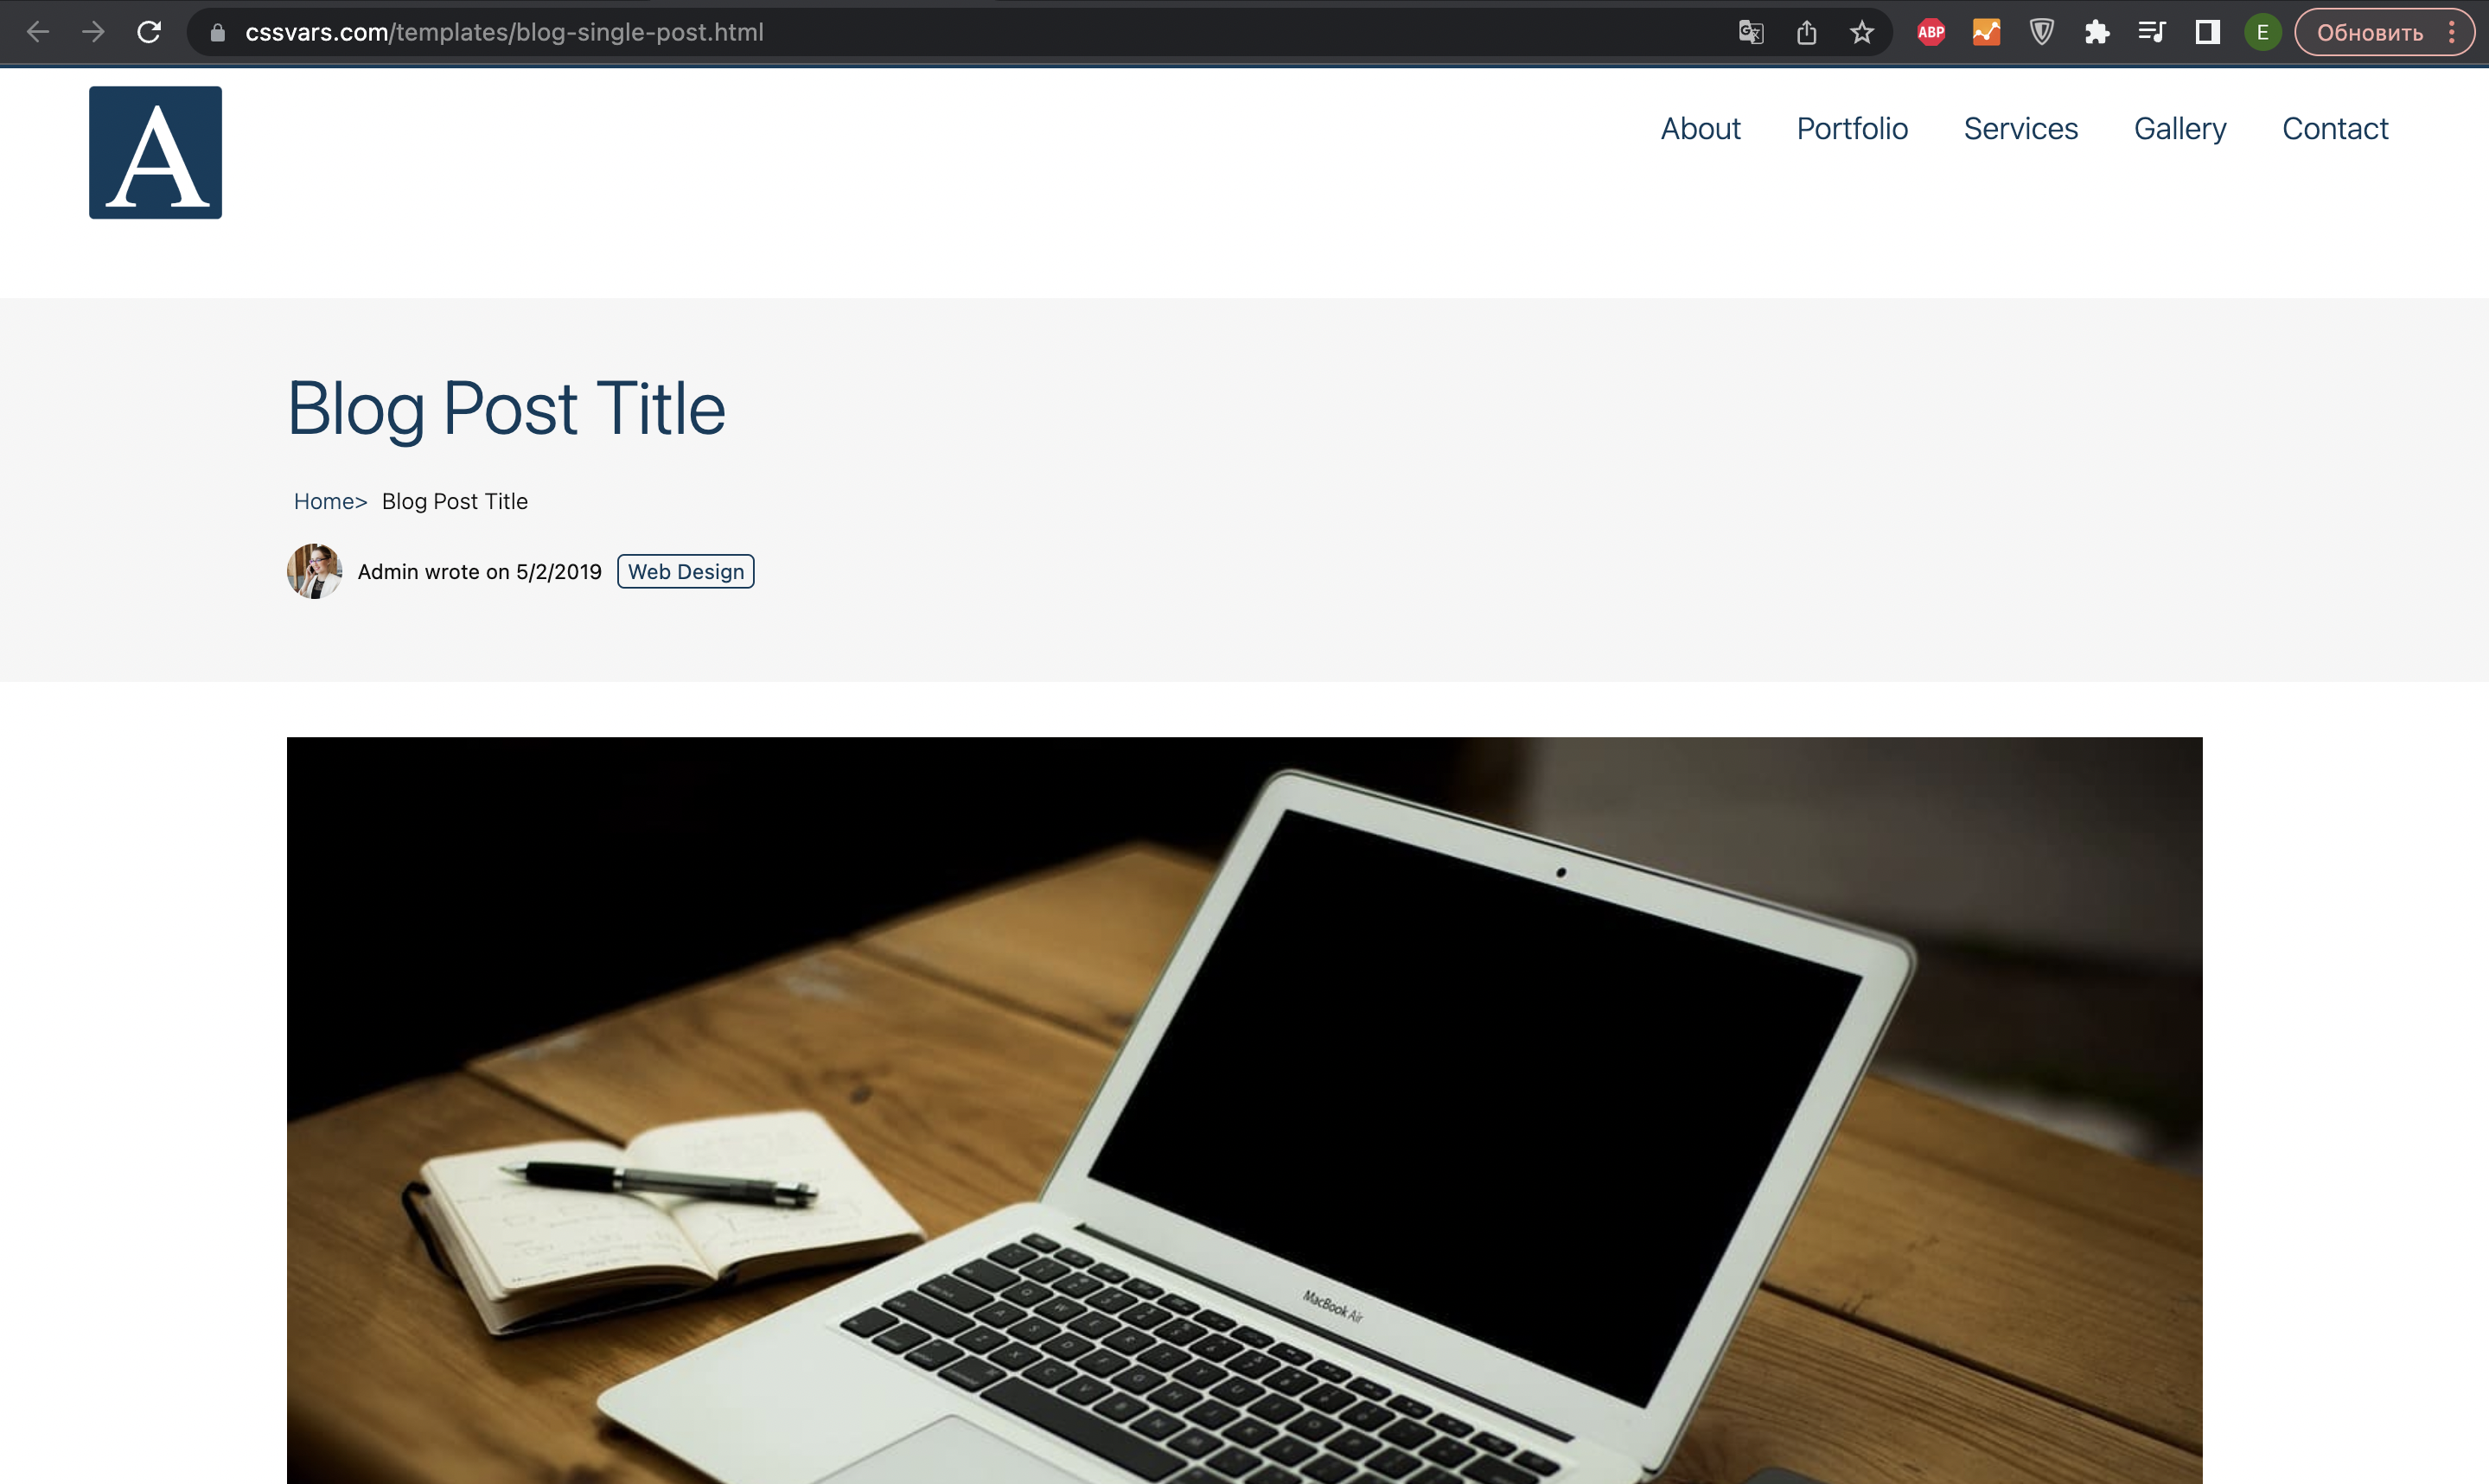 cssvars.com/templates/blog-single-post.html
ABP
E
Обновить
A
About Portfolio Services Gallery Contact
Blog Post Title
Home> Blog Post Title
Admin wrote on 5/2/2019 Web Design
MacBook Air